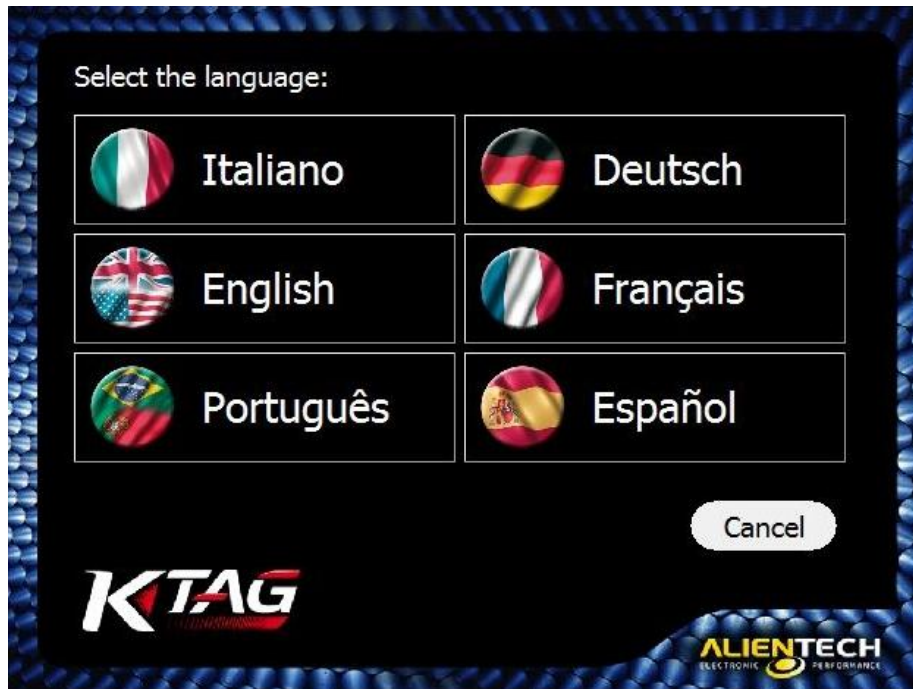 Select the language:
Italiano
Deutsch
English
Français
Português
Español
Cancel
KTAG
ALIENTECH
ELECTRONIC PERFORMANCE